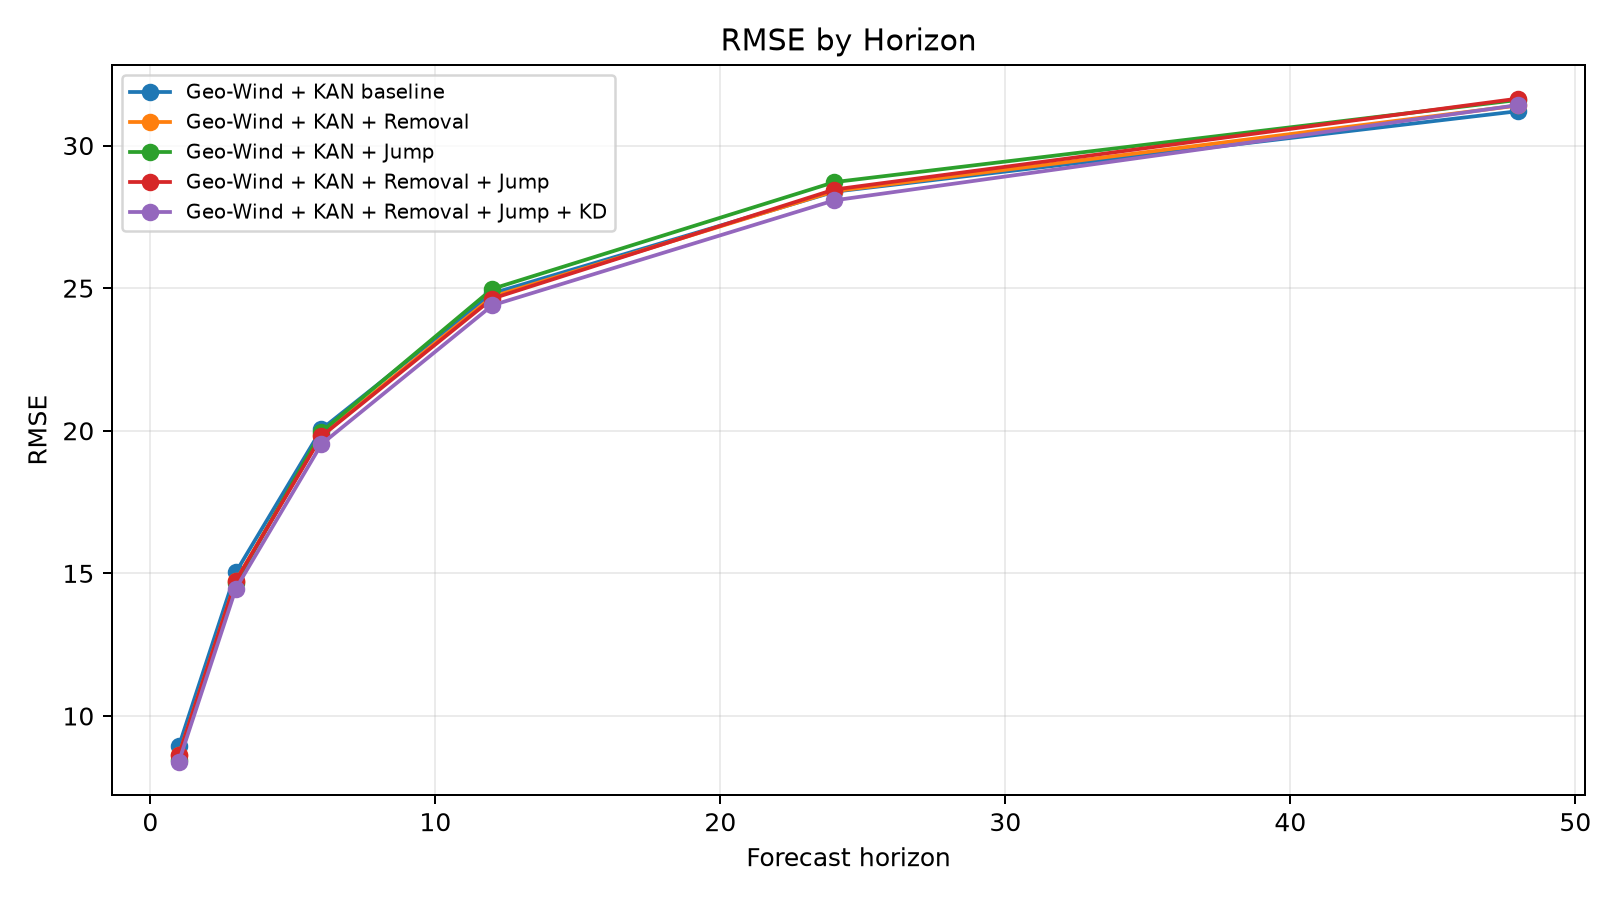 RMSE by Horizon
Geo-Wind + KAN baseline
Geo-Wind + KAN + Removal
Geo-Wind + KAN + Jump
Geo-Wind + KAN + Removal + Jump
Geo-Wind + KAN + Removal + Jump + KD
30
25
20
15
10
RMSE
0 10 20 30 40 50
Forecast horizon